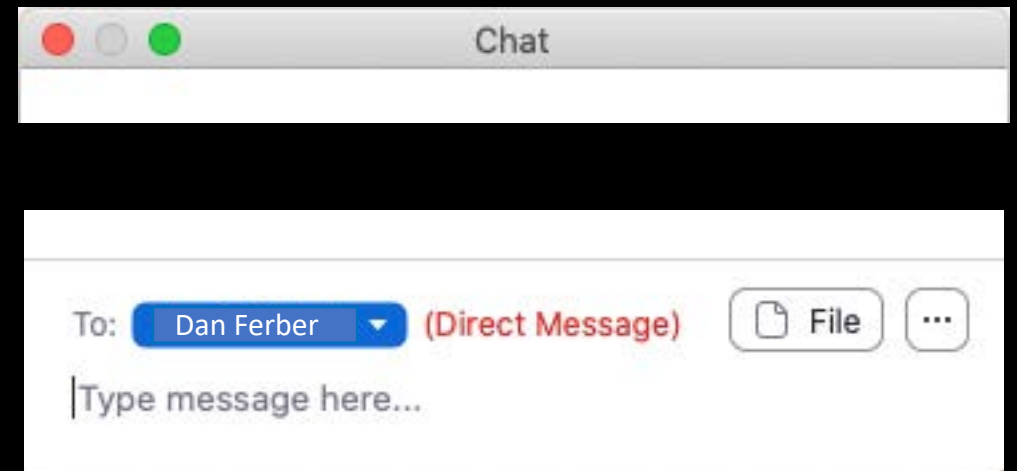 Chat
To: Dan Ferber (Direct Message) File ...
Type message here...